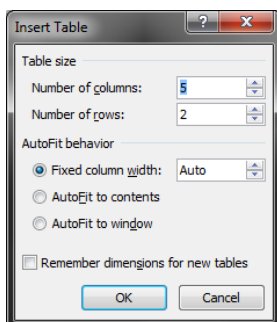 Insert Table
?
Table size
Number of columns: 5
Number of rows: 2
AutoFit behavior
Fixed column width: Auto
AutoFit to contents
AutoFit to window
Remember dimensions for new tables
OK Cancel